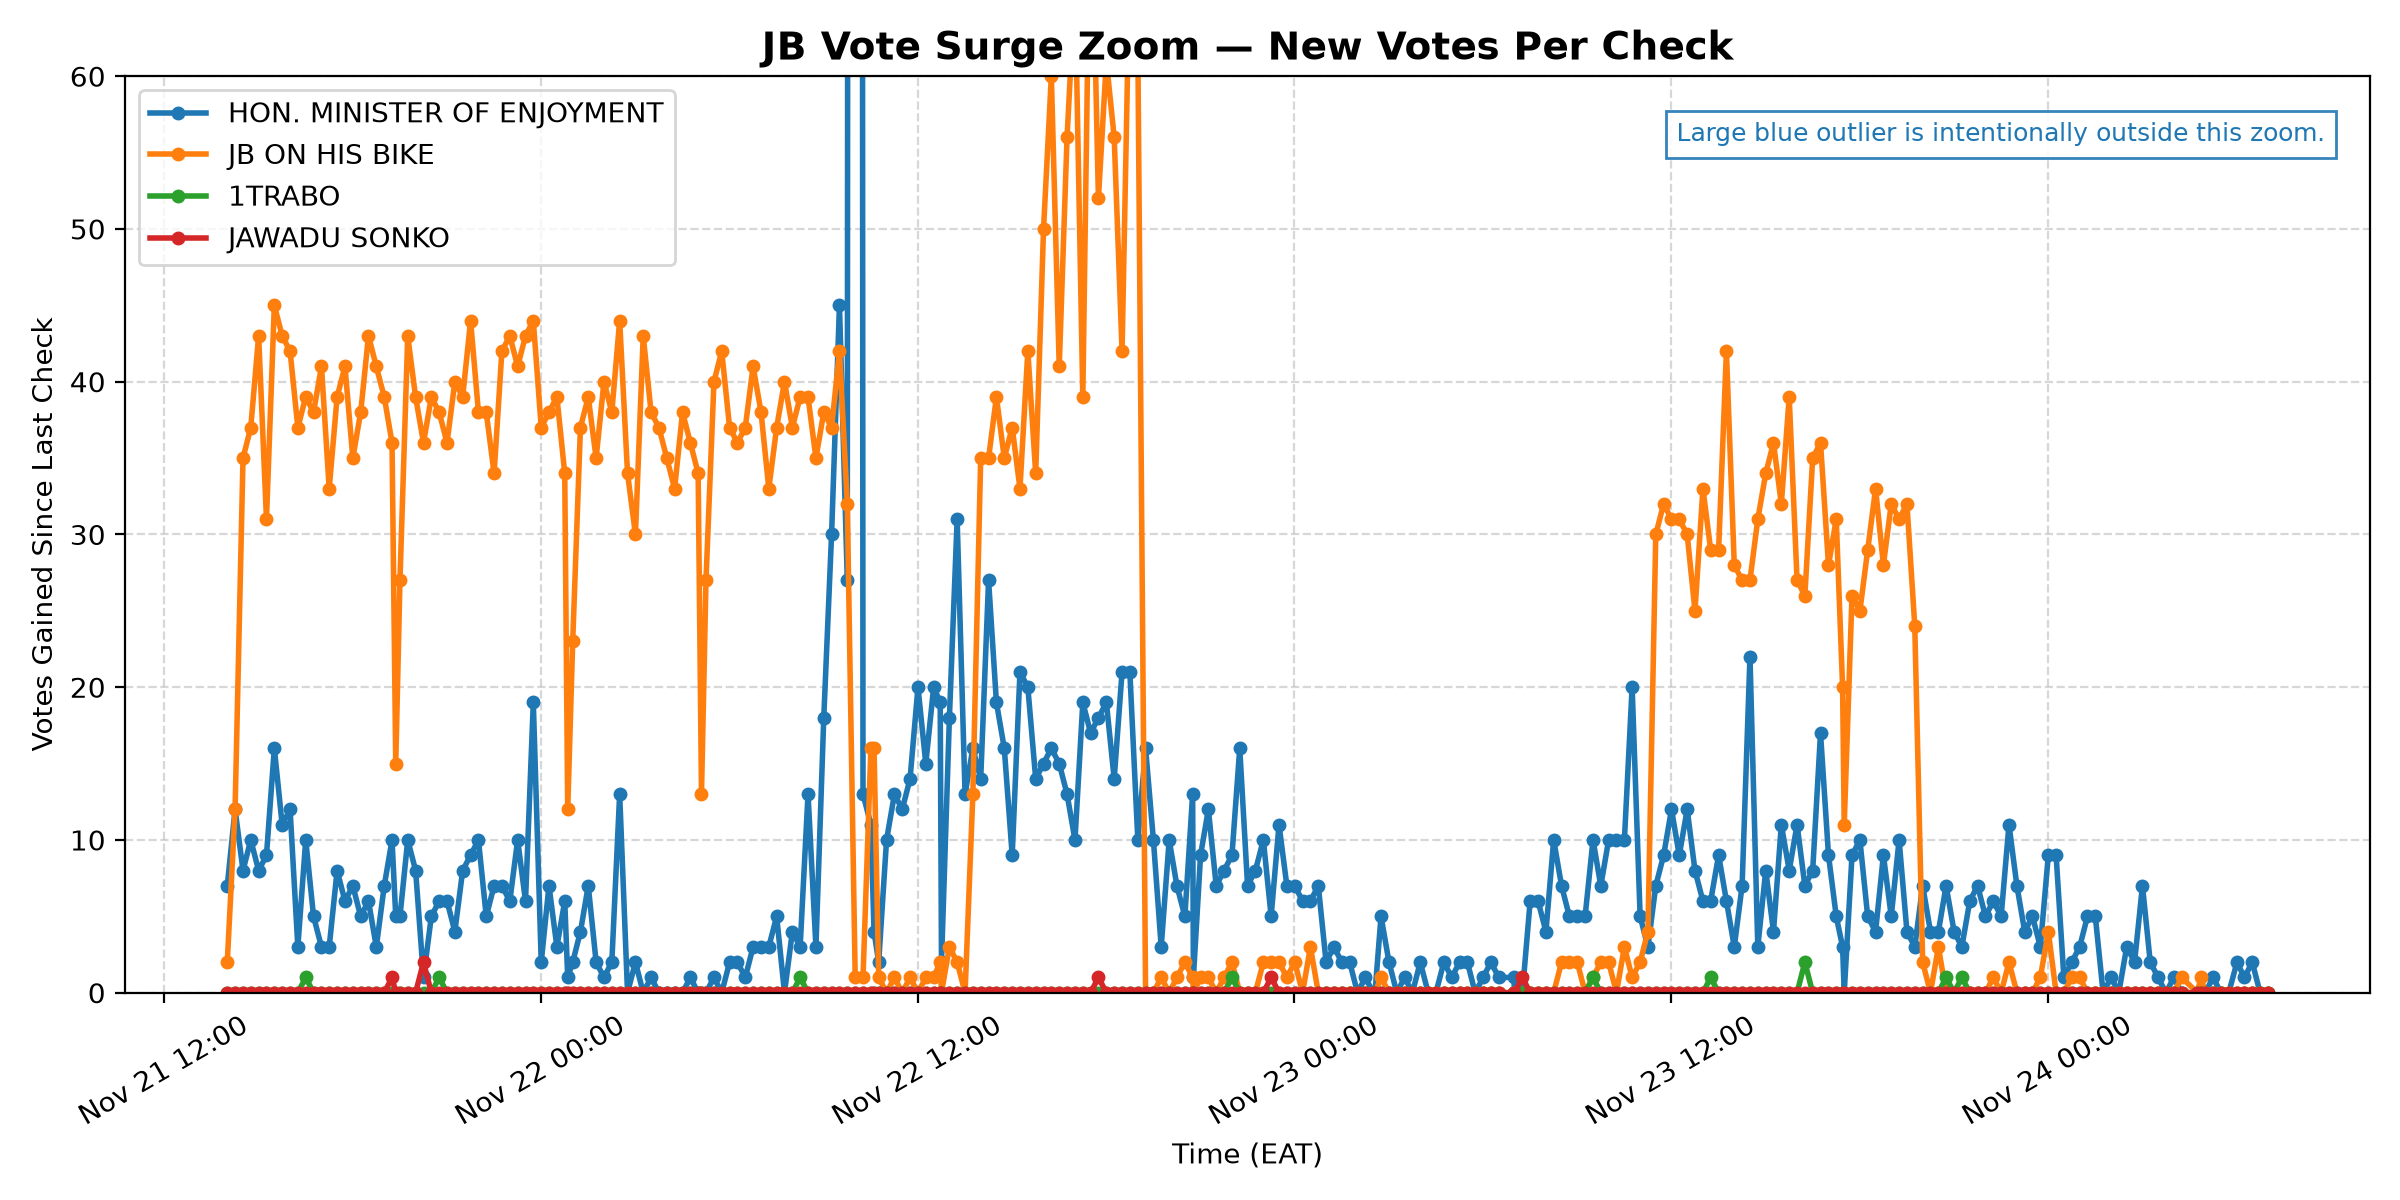 JB Vote Surge Zoom — New Votes Per Check
HON. MINISTER OF ENJOYMENT
JB ON HIS BIKE
1TRABO
JAWADU SONKO
Large blue outlier is intentionally outside this zoom.
Votes Gained Since Last Check
60
50
40
30
20
10
0
Nov 21 12:00
Nov 22 00:00
Nov 22 12:00
Nov 23 00:00
Nov 23 12:00
Nov 24 00:00
Time (EAT)